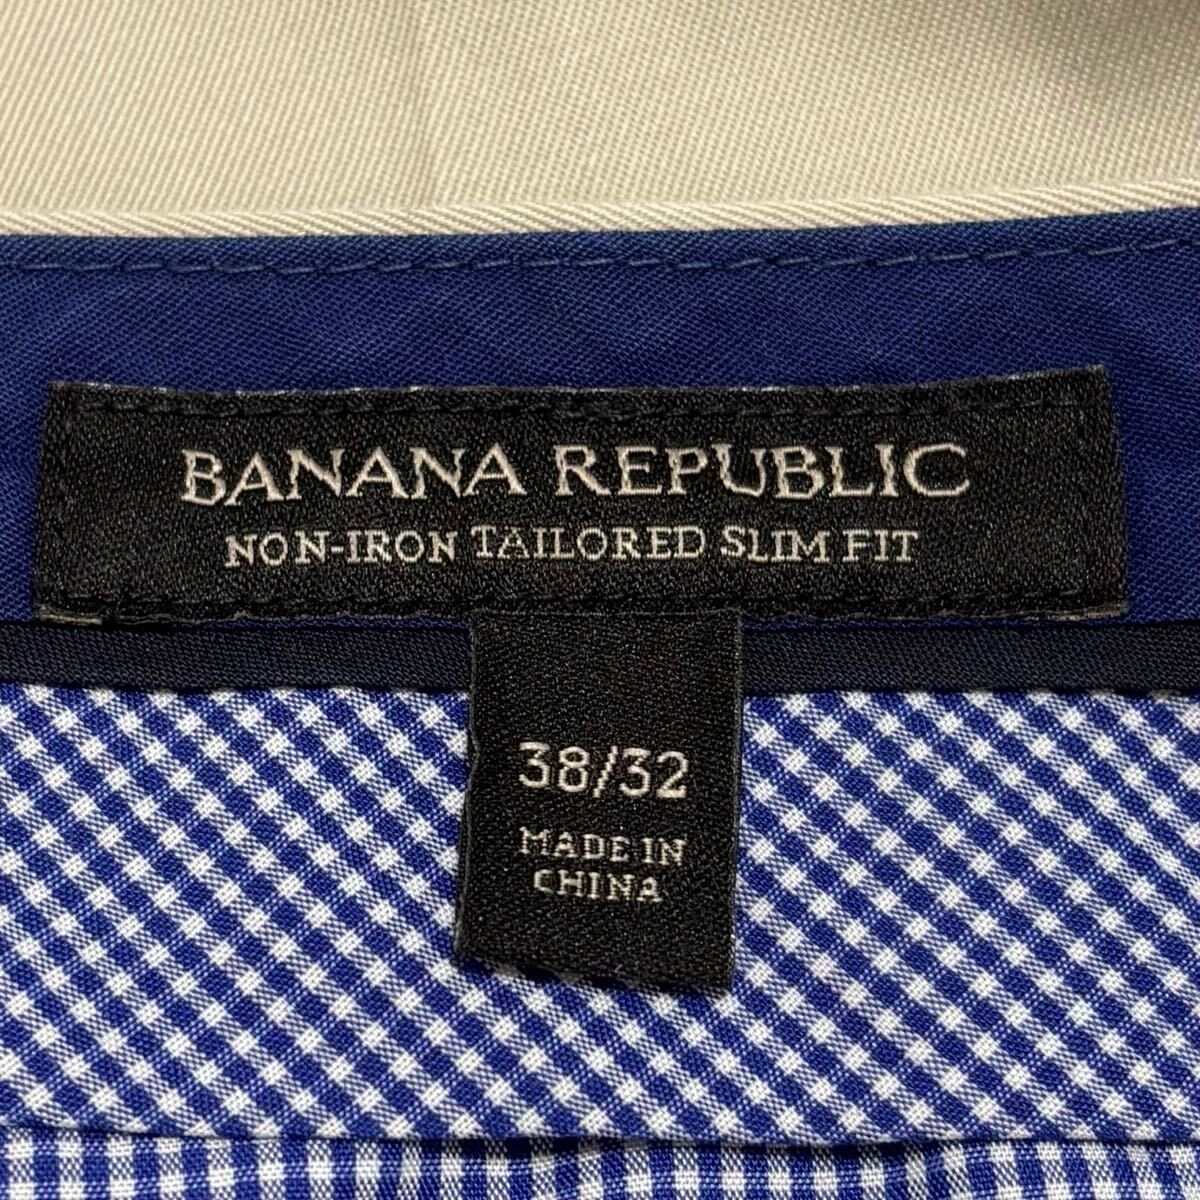 BANANA REPUBLIC
NON-IRON TAILORED SLIM FIT
38/32
MADE IN
CHINA